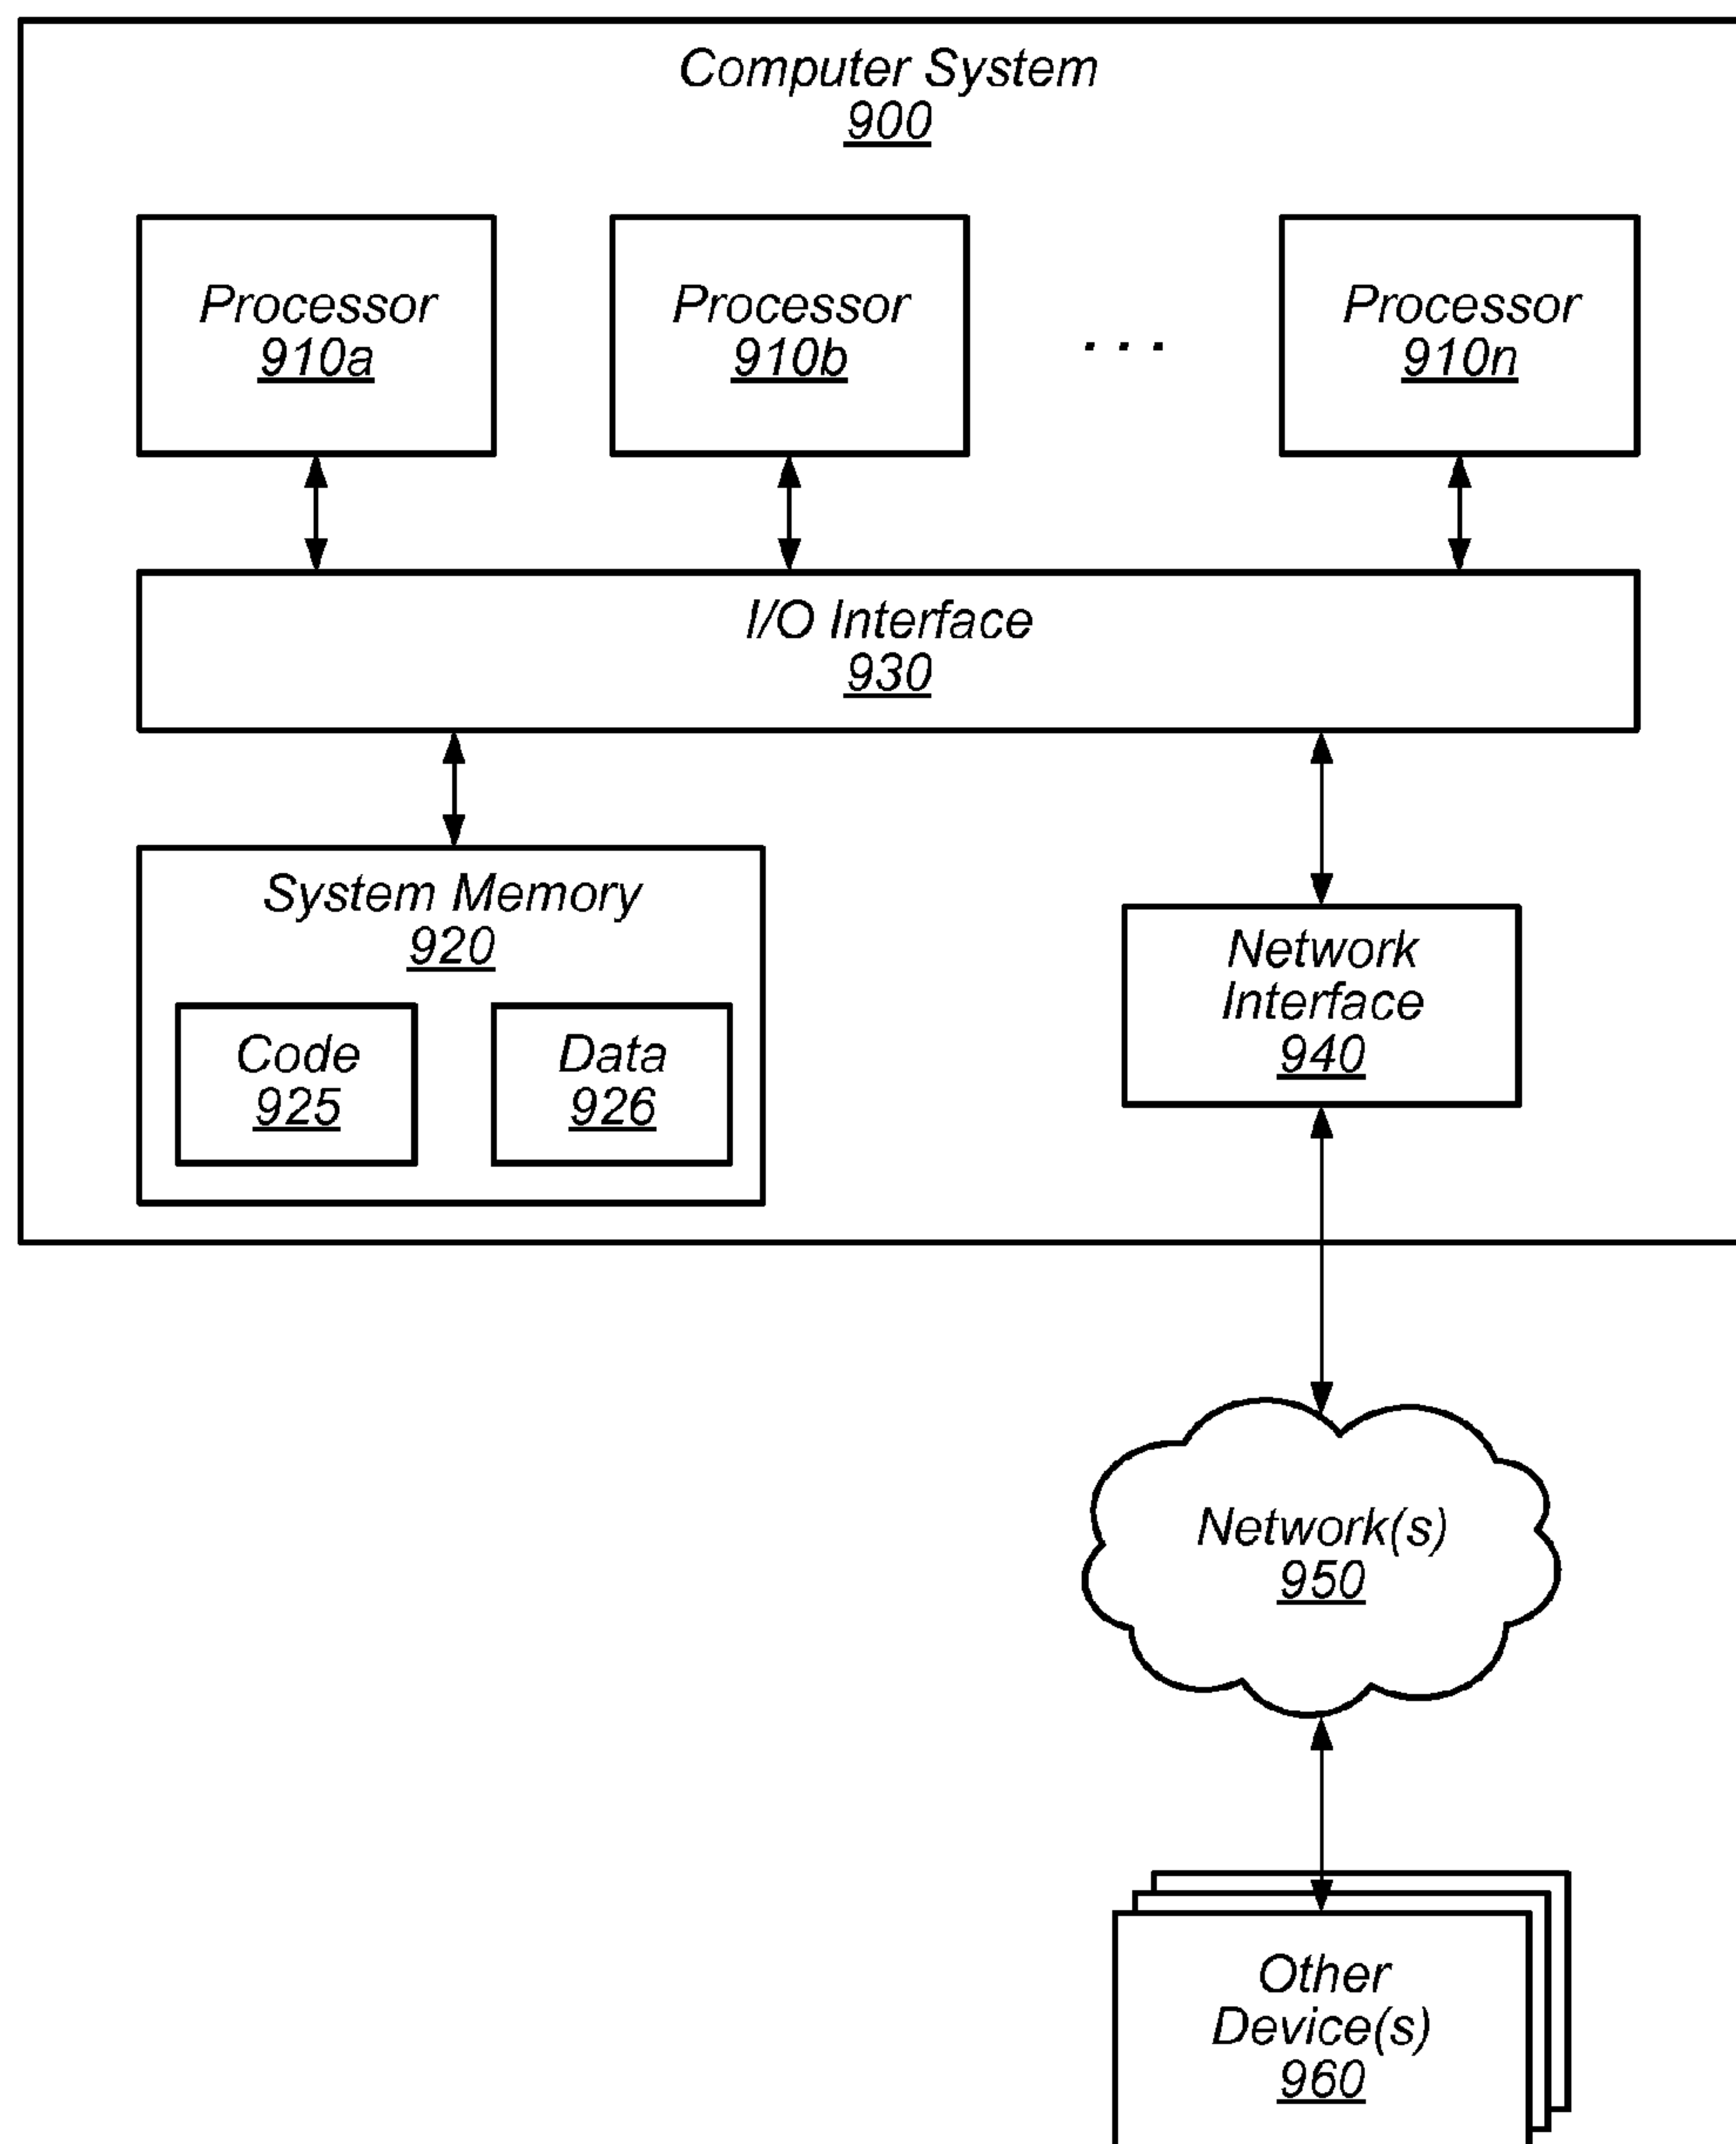 Computer System
900
Processor
910a
Processor
910b
. . .
Processor
910n
I/O Interface
930
System Memory
920
Code
925
Data
926
Network
Interface
940
Network(s)
950
Other
Device(s)
960